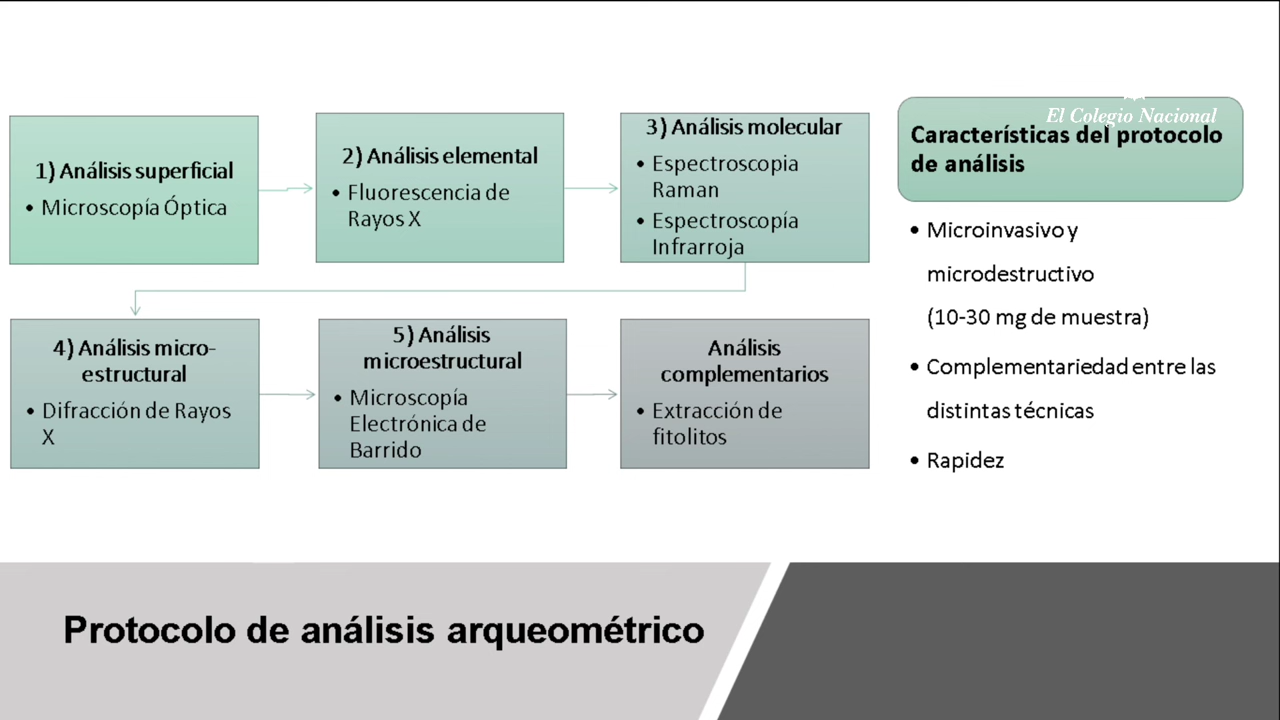 1) Análisis superficial
• Microscopía Óptica
2) Análisis elemental
• Fluorescencia de
Rayos X
3) Análisis molecular
• Espectroscopia
Raman
• Espectroscopía
Infrarroja
4) Análisis micro-
estructural
• Difracción de Rayos
X
5) Análisis
microestructural
• Microscopía
Electrónica de
Barrido
Análisis
complementarios
• Extracción de
fitolitos
El Colegio Nacional
Características del protocolo
de análisis
• Microinvasivo y
microdestructivo
(10-30 mg de muestra)
• Complementariedad entre las
distintas técnicas
• Rapidez
Protocolo de análisis arqueométrico